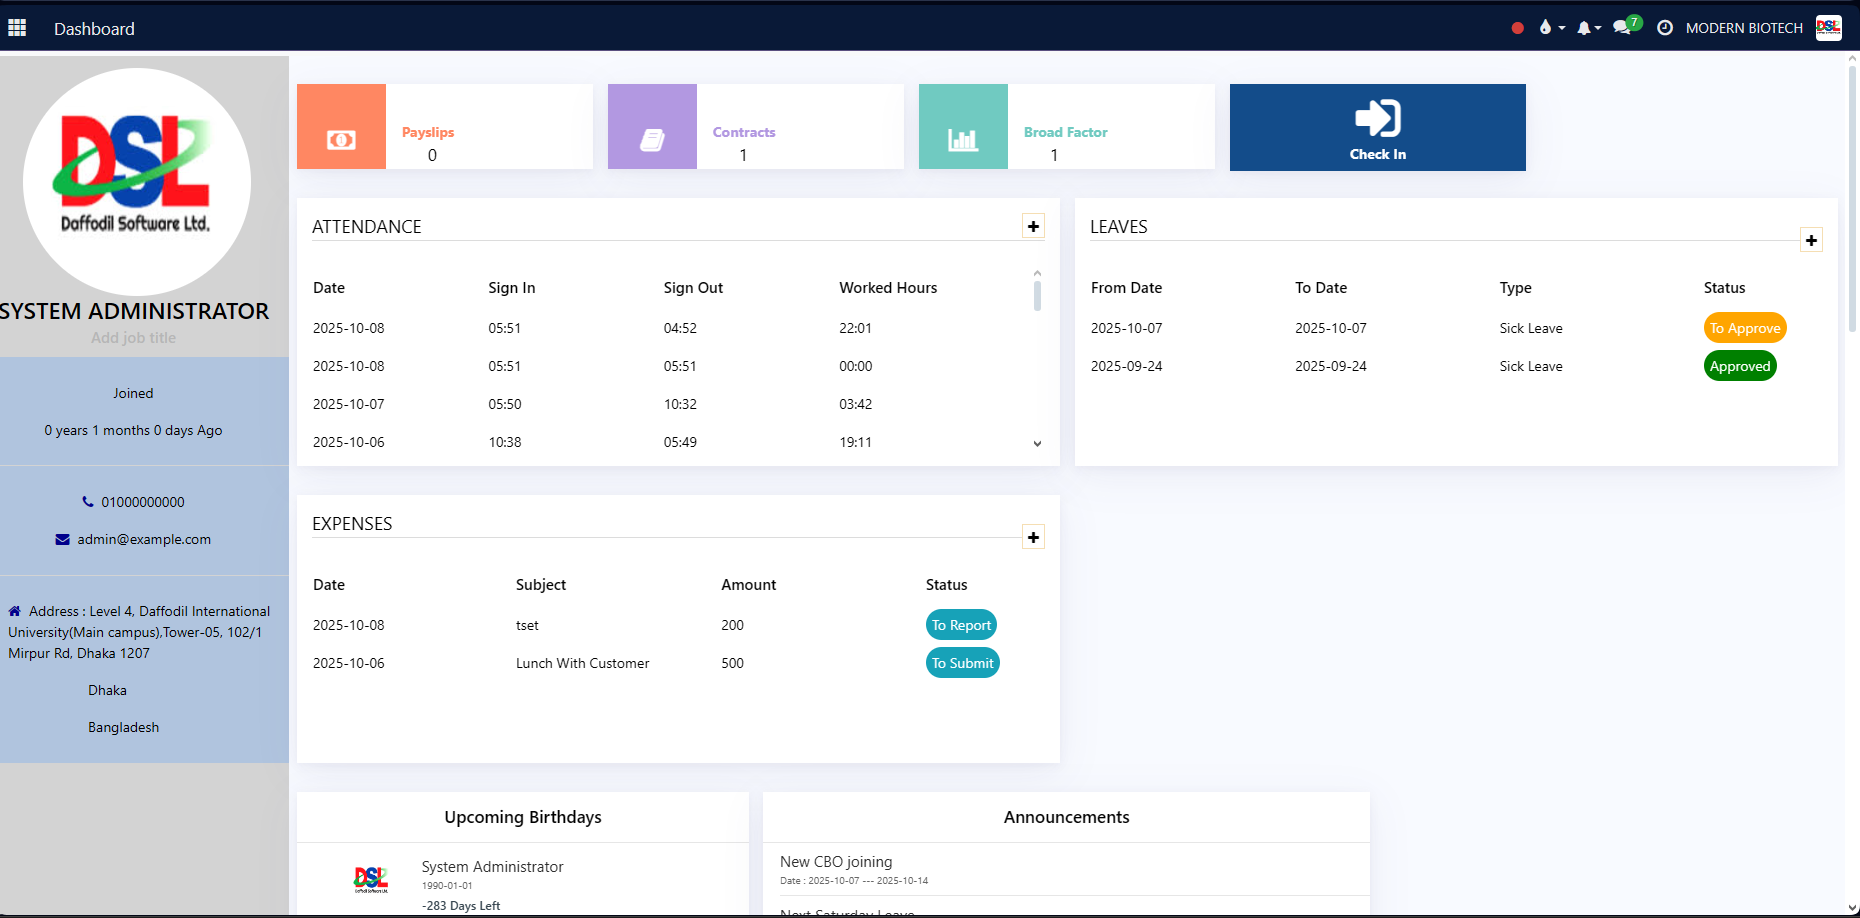 Dashboard
7
MODERN BIOTECH
DSL
DSL
Daffodil Software Ltd.
SYSTEM ADMINISTRATOR
Add job title
Joined
0 years 1 months 0 days Ago
01000000000
admin@example.com
Address : Level 4, Daffodil International
University(Main campus),Tower-05, 102/1
Mirpur Rd, Dhaka 1207
Dhaka
Bangladesh
Payslips
0
Contracts
1
Broad Factor
1
Check In
ATTENDANCE
Date Sign In Sign Out Worked Hours
2025-10-08 05:51 04:52 22:01
2025-10-08 05:51 05:51 00:00
2025-10-07 05:50 10:32 03:42
2025-10-06 10:38 05:49 19:11
LEAVES
From Date To Date Type Status
2025-10-07 2025-10-07 Sick Leave To Approve
2025-09-24 2025-09-24 Sick Leave Approved
EXPENSES
Date Subject Amount Status
2025-10-08 tset 200 To Report
2025-10-06 Lunch With Customer 500 To Submit
Upcoming Birthdays
DSL
Daffodil Software Ltd.
System Administrator
1990-01-01
-283 Days Left
Announcements
New CBO joining
Date : 2025-10-07 --- 2025-10-14
Next Saturday Leave